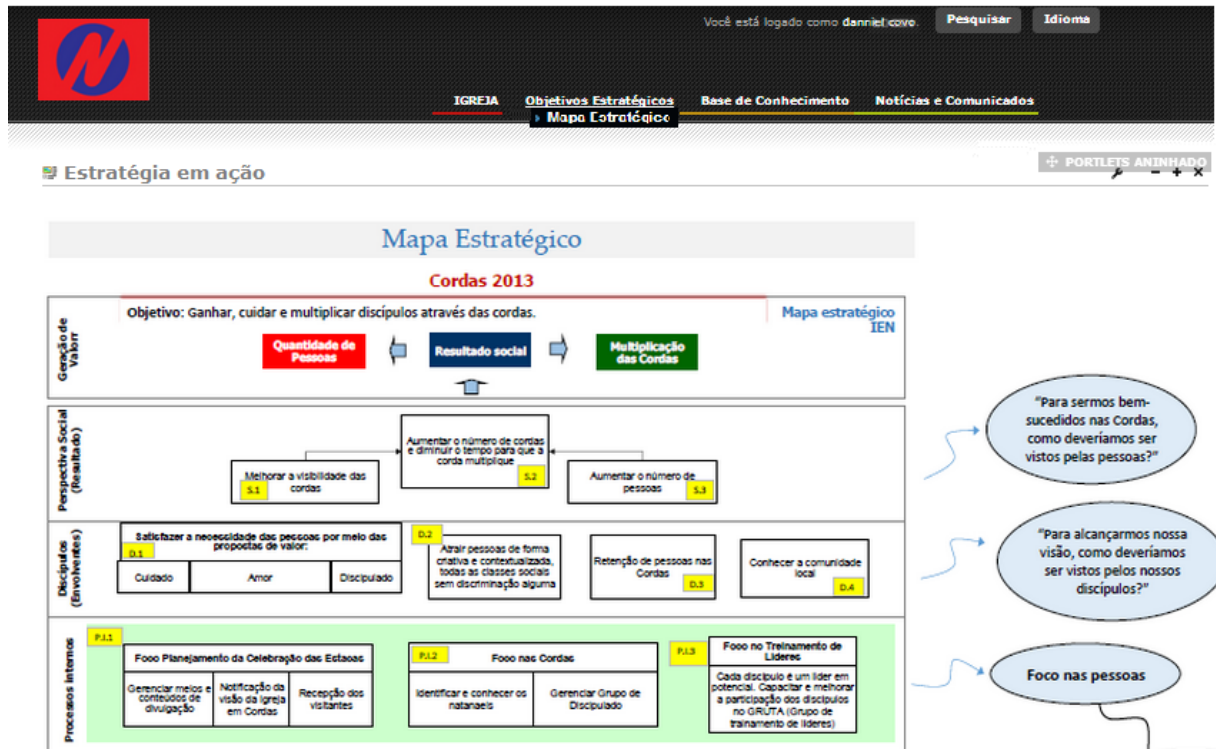 Você está logado como danniel covo.
Pesquisar
Idioma
IGREJA
Objetivos Estratégicos
Base de Conhecimento
Notícias e Comunicados
Mapa Estratégico
Estratégia em ação
PORTLETS ANINHADO
Mapa Estratégico
Cordas 2013
Objetivo: Ganhar, cuidar e multiplicar discípulos através das cordas.
Mapa estratégico
IEN
Geração de
Valorr
Quantidade de
Pessoas
Resultado social
Multiplicação
das Cordas
Perspectiva Social
(Resultado)
Melhorar a visibilidade das
cordas
S.1
Aumentar o número de cordas
e diminuir o tempo para que a
corda multiplique
S.2
Aumentar o número de
pessoas
S.3
"Para sermos bem-
sucedidos nas Cordas,
como deveríamos ser
vistos pelas pessoas?"
Discípulos
(Envolventes)
Satisfazer a necessidade das pessoas por meio das
propostas de valor:
D.1
Cuidado
Amor
Discipulado
D.2
Atrair pessoas de forma
criativa e contextualizada,
todas as classes sociais
sem discriminação alguma
Retenção de pessoas nas
Cordas
D.3
Conhecer a comunidade
local
D.4
"Para alcançarmos nossa
visão, como deveríamos
ser vistos pelos nossos
discípulos?"
Processos internos
P.I.1
Foco Planejamento da Celebração das Estacas
Gerenciar meios e
conteúdos de
divulgação
Notificação da
visão da Igreja
em Cordas
Recepção dos
visitantes
P.I.2
Foco nas Cordas
Identificar e conhecer os
natanaels
Gerenciar Grupo de
Discipulado
P.I.3
Foco no Treinamento de
Líderes
Cada discípulo é um líder em
potencial. Capacitar e melhorar
a participação dos discípulos
no GRUTA (Grupo de
trainamento de líderes)
Foco nas pessoas